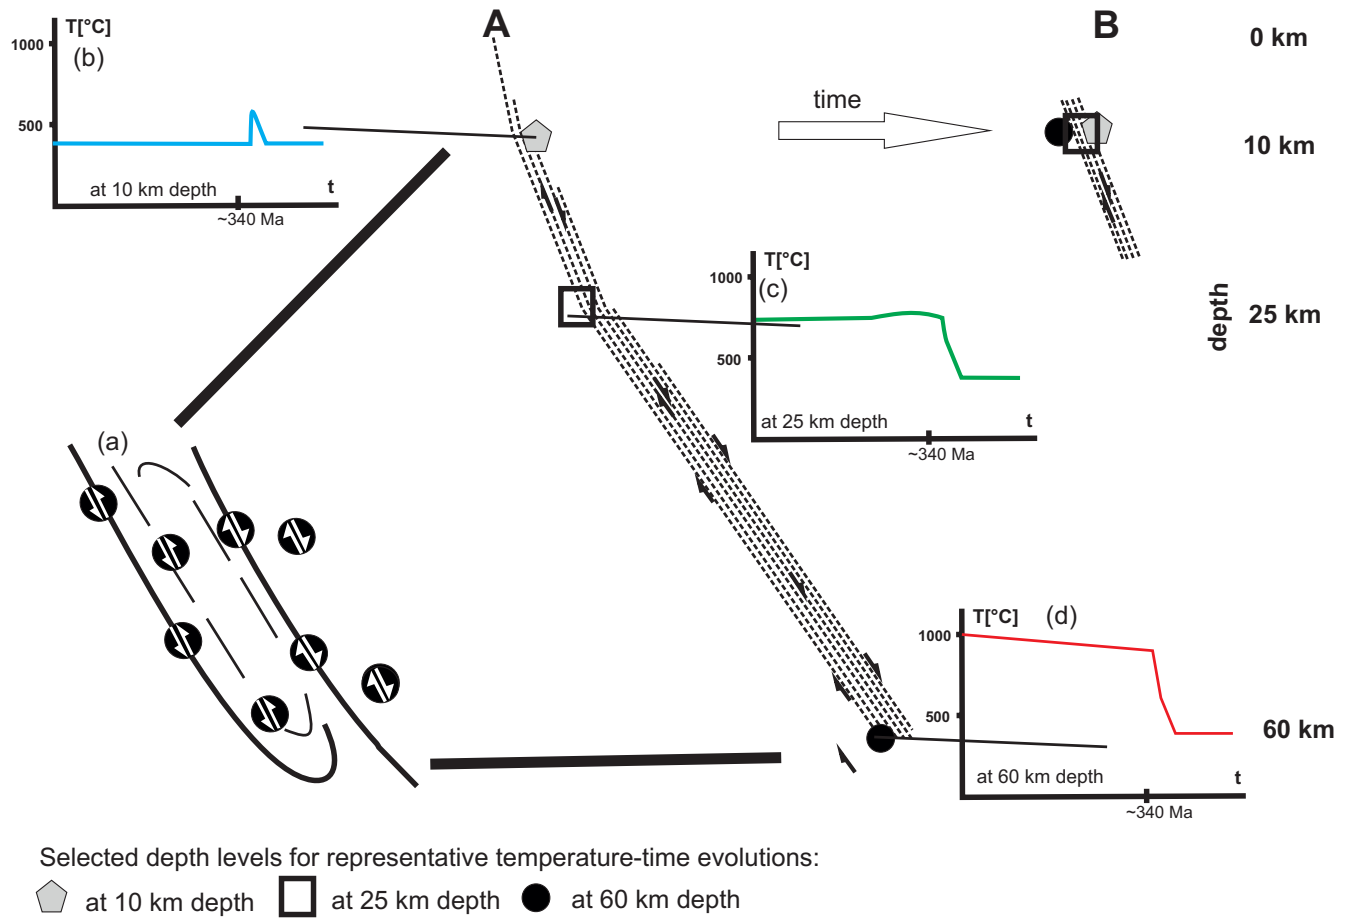 A
B
0 km
T[°C]
1000
(b)
500
at 10 km depth
t
~340 Ma
time
10 km
T[°C]
1000
(c)
500
at 25 km depth
t
~340 Ma
depth
25 km
(a)
T[°C]
(d)
1000
500
at 60 km depth
t
~340 Ma
60 km
Selected depth levels for representative temperature-time evolutions:
at 10 km depth
at 25 km depth
at 60 km depth